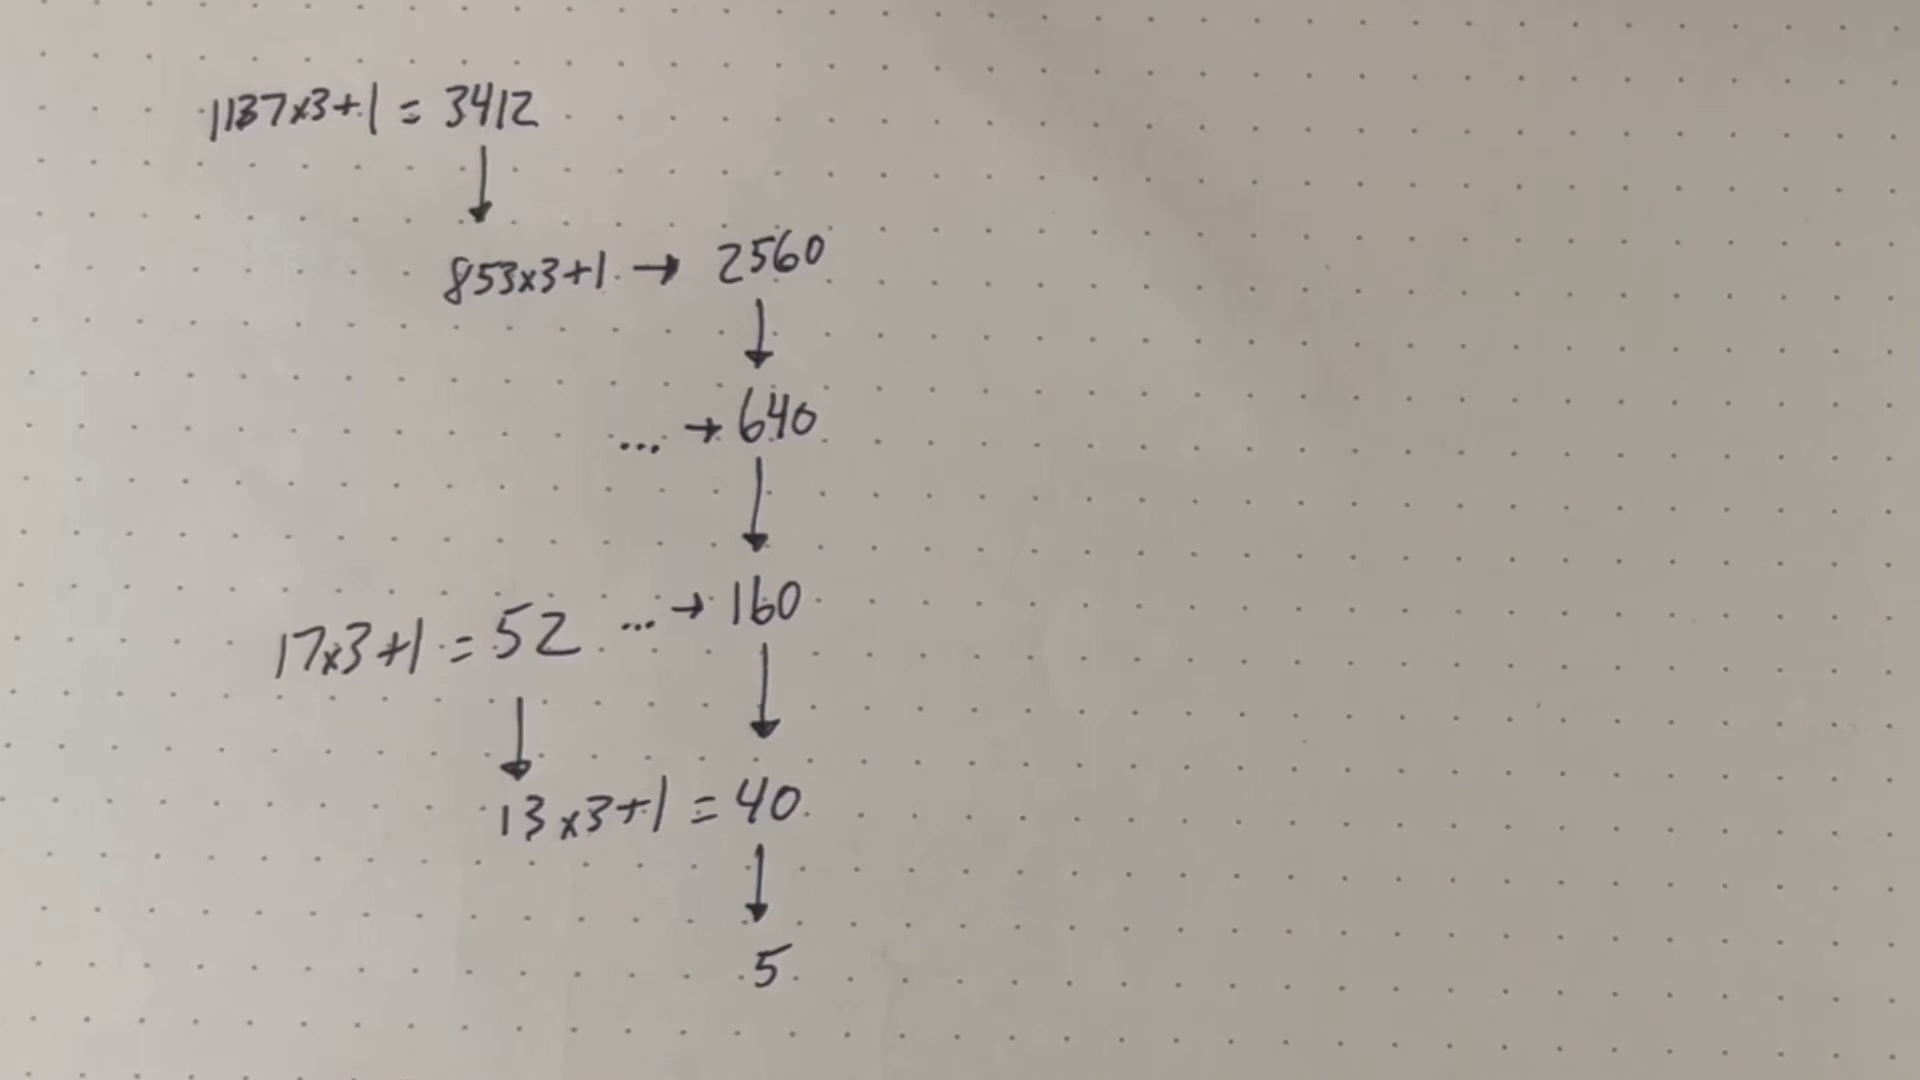 1137x3+1 = 3412
↓
853x3+1 → 2560
↓
... → 640
↓
17x3+1 = 52 ... → 160
↓ ↓
13x3+1 = 40
↓
5